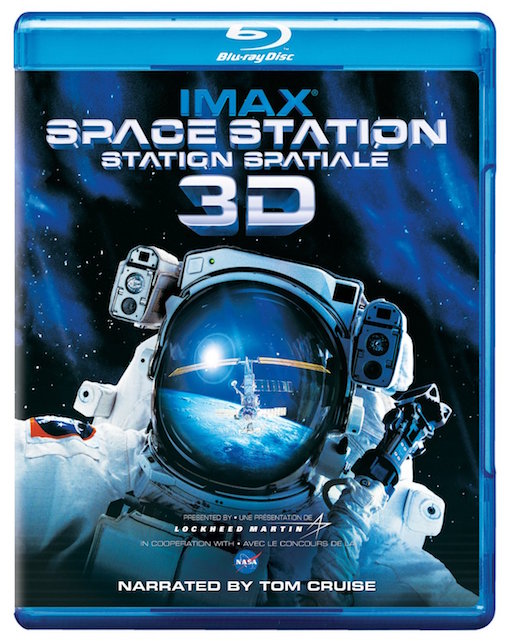 Blu-ray Disc
IMAX®
SPACE STATION
STATION SPATIALE
3D
PRESENTED BY • UNE PRÉSENTATION DE
LOCKHEED MARTIN
IN COOPERATION WITH • AVEC LE CONCOURS DE LA
NASA
NARRATED BY TOM CRUISE